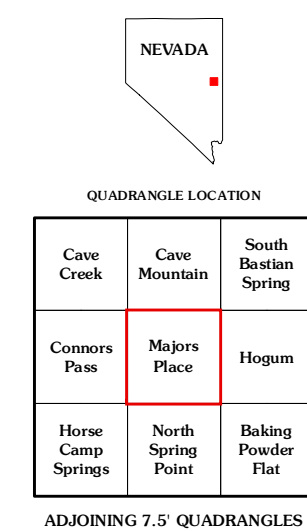 NEVADA
QUADRANGLE LOCATION
Cave
Creek
Cave
Mountain
South
Bastian
Spring
Connors
Pass
Majors
Place
Hogum
Horse
Camp
Springs
North
Spring
Point
Baking
Powder
Flat
ADJOINING 7.5' QUADRANGLES